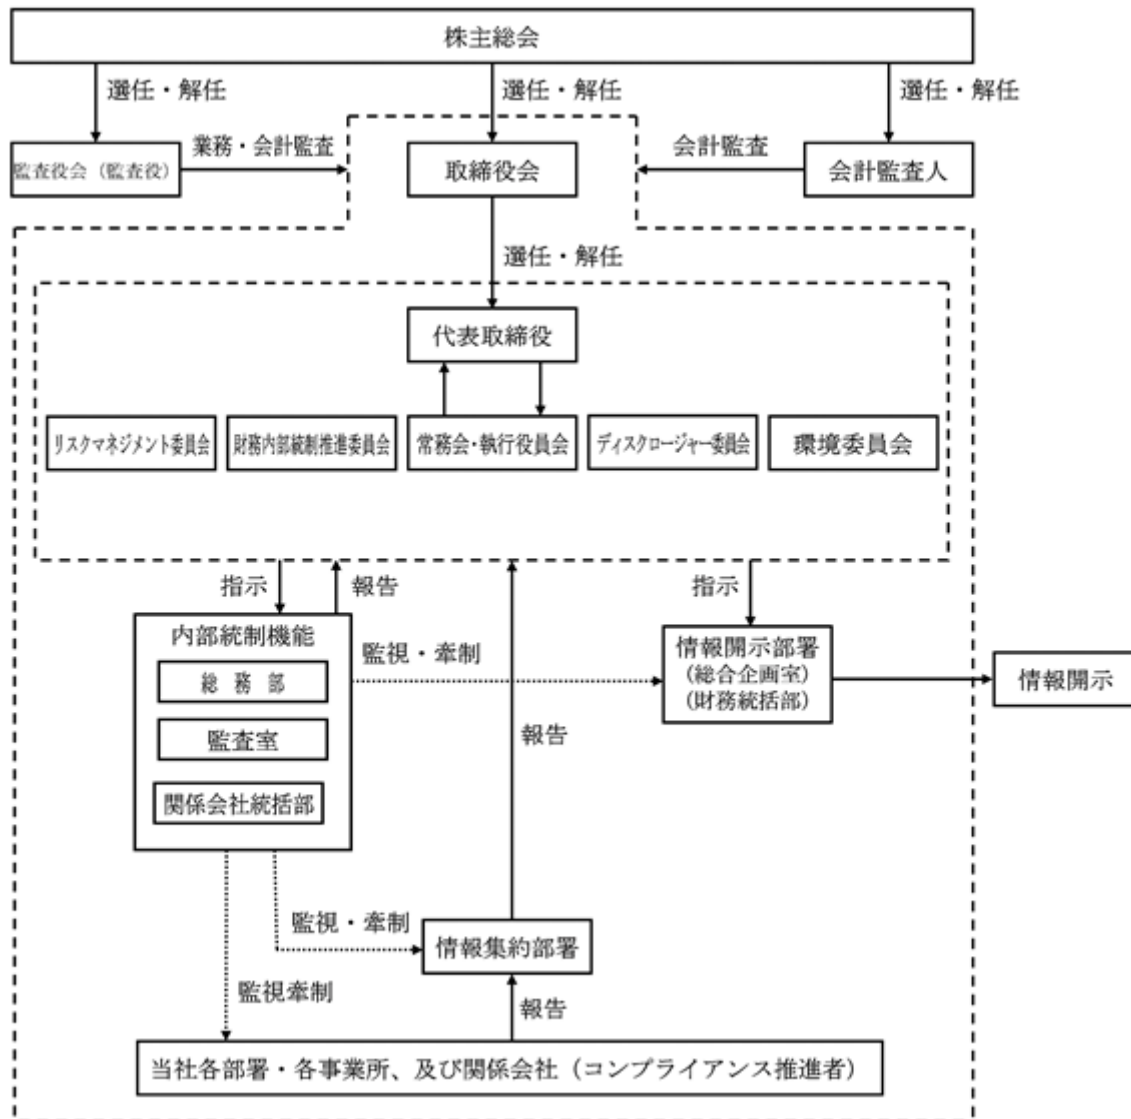 株主総会
選任・解任
選任・解任
選任・解任
監査役会（監査役）
業務・会計監査
取締役会
会計監査
会計監査人
選任・解任
代表取締役
リスクマネジメント委員会
財務内部統制推進委員会
常務会・執行役員会
ディスクロージャー委員会
環境委員会
指示
報告
指示
内部統制機能
総 務 部
監査室
関係会社統括部
監視・牽制
情報開示部署
(総合企画室)
(財務統括部)
情報開示
報告
監視・牽制
情報集約部署
監視牽制
報告
当社各部署・各事業所、及び関係会社（コンプライアンス推進者）